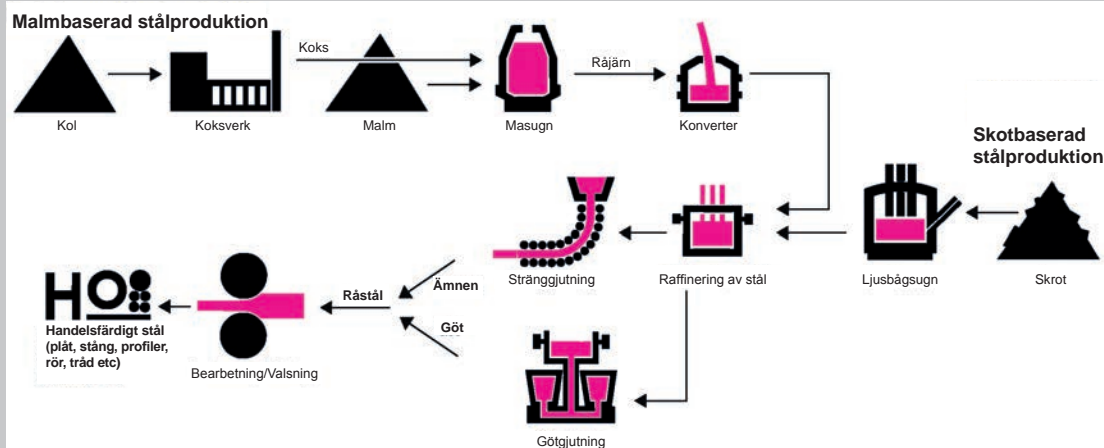 Malmbaserad stålproduktion
Koks
Råjärn
Kol
Koksverk
Malm
Masugn
Konverter
Skotbaserad
stålproduktion
Stränggjutning
Raffinering av stål
Ljusbågsugn
Skrot
Ämnen
Råstål
Göt
Handelsfärdigt stål
(plåt, stång, profiler,
rör, tråd etc)
Bearbetning/Valsning
Götgjutning